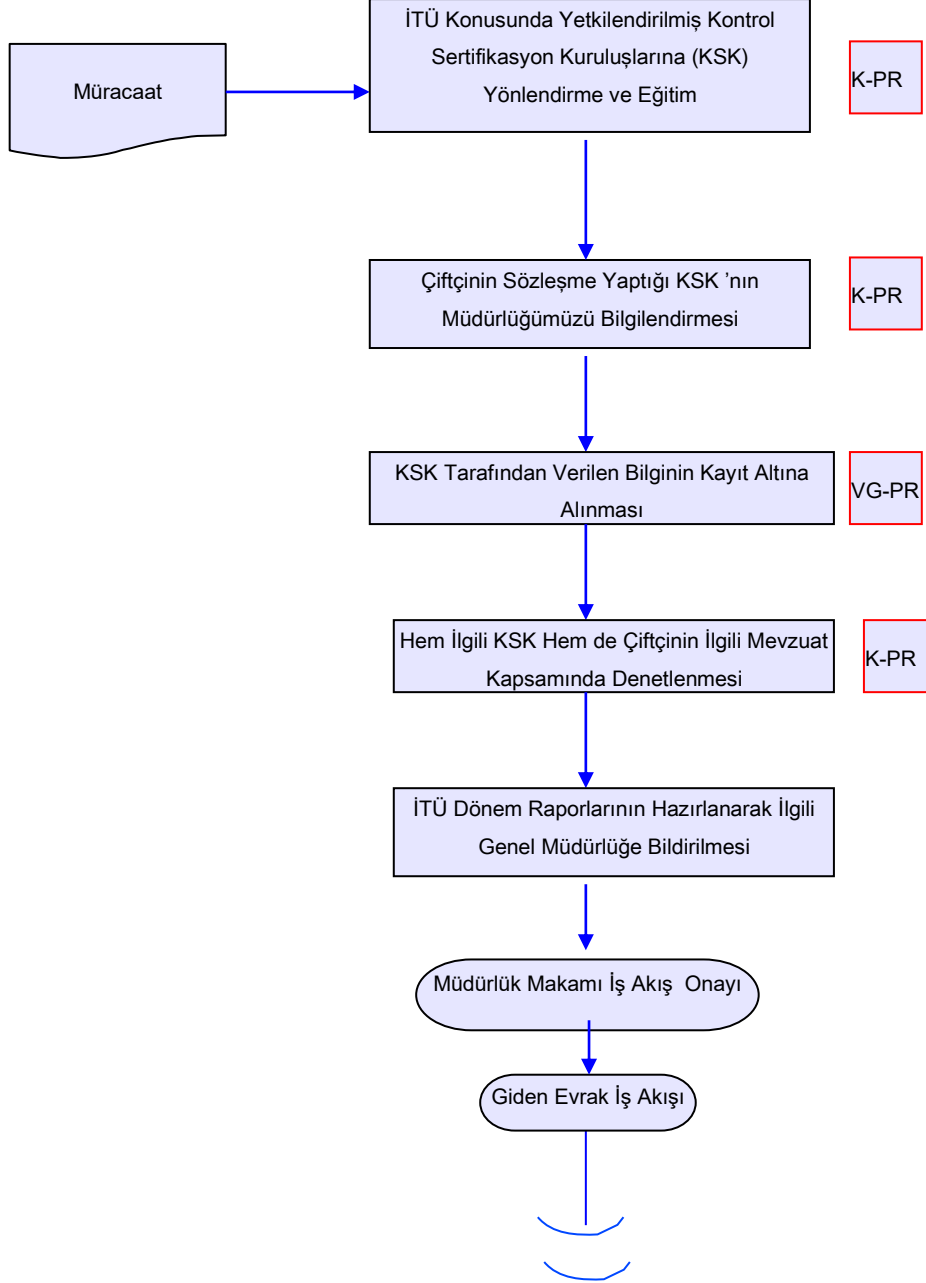 İTÜ Konusunda Yetkilendirilmiş Kontrol
Sertifikasyon Kuruluşlarına (KSK)
Yönlendirme ve Eğitim
Müracaat
K-PR
Çiftçinin Sözleşme Yaptığı KSK ’nın
Müdürlüğümüzü Bilgilendirmesi
K-PR
KSK Tarafından Verilen Bilginin Kayıt Altına
Alınması
VG-PR
Hem İlgili KSK Hem de Çiftçinin İlgili Mevzuat
Kapsamında Denetlenmesi
K-PR
İTÜ Dönem Raporlarının Hazırlanarak İlgili
Genel Müdürlüğe Bildirilmesi
Müdürlük Makamı İş Akış Onayı
Giden Evrak İş Akışı